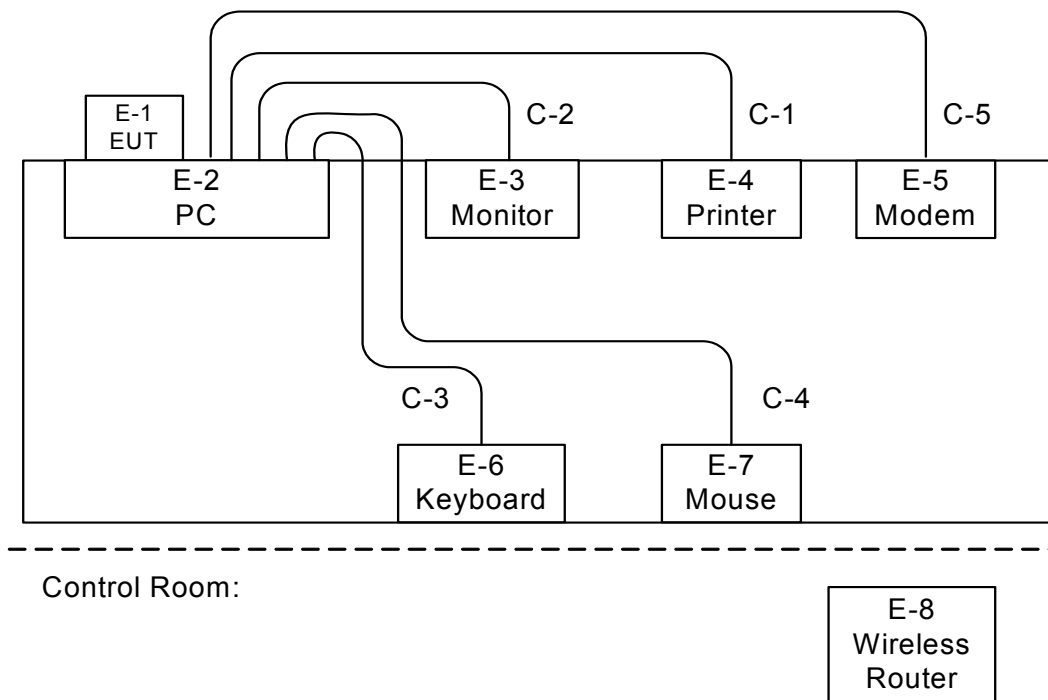 C-2
C-1
C-5
E-1
EUT
E-2
PC
E-3
Monitor
E-4
Printer
E-5
Modem
C-3
C-4
E-6
Keyboard
E-7
Mouse
Control Room:
E-8
Wireless
Router